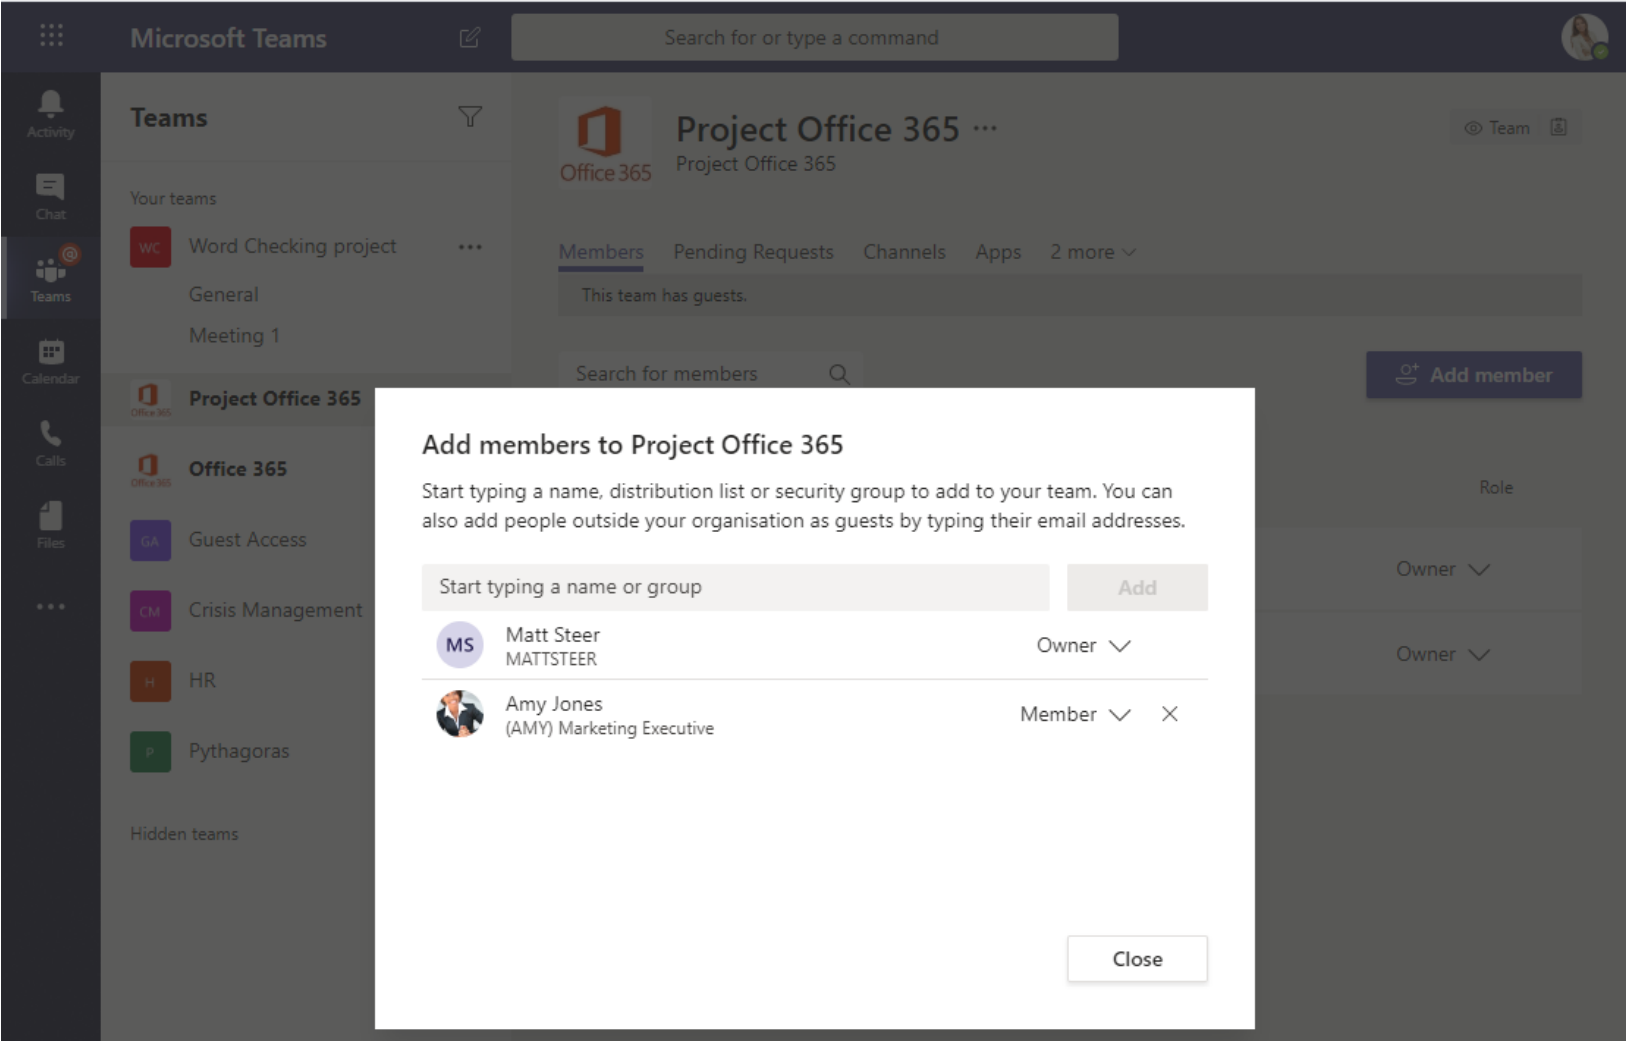 Microsoft Teams
Search for or type a command
Activity
Chat
Teams
Calendar
Calls
Files
Teams
Your teams
WC Word Checking project
General
Meeting 1
Office 365 Project Office 365
Office 365 Office 365
GA Guest Access
CM Crisis Management
H HR
P Pythagoras
Hidden teams
Office 365
Project Office 365
Project Office 365
Team
Members Pending Requests Channels Apps 2 more
This team has guests.
Search for members
Add member
Role
Owner
Owner
Add members to Project Office 365
Start typing a name, distribution list or security group to add to your team. You can
also add people outside your organisation as guests by typing their email addresses.
Start typing a name or group Add
MS Matt Steer Owner
MATTSTEER
Amy Jones Member
(AMY) Marketing Executive
Close